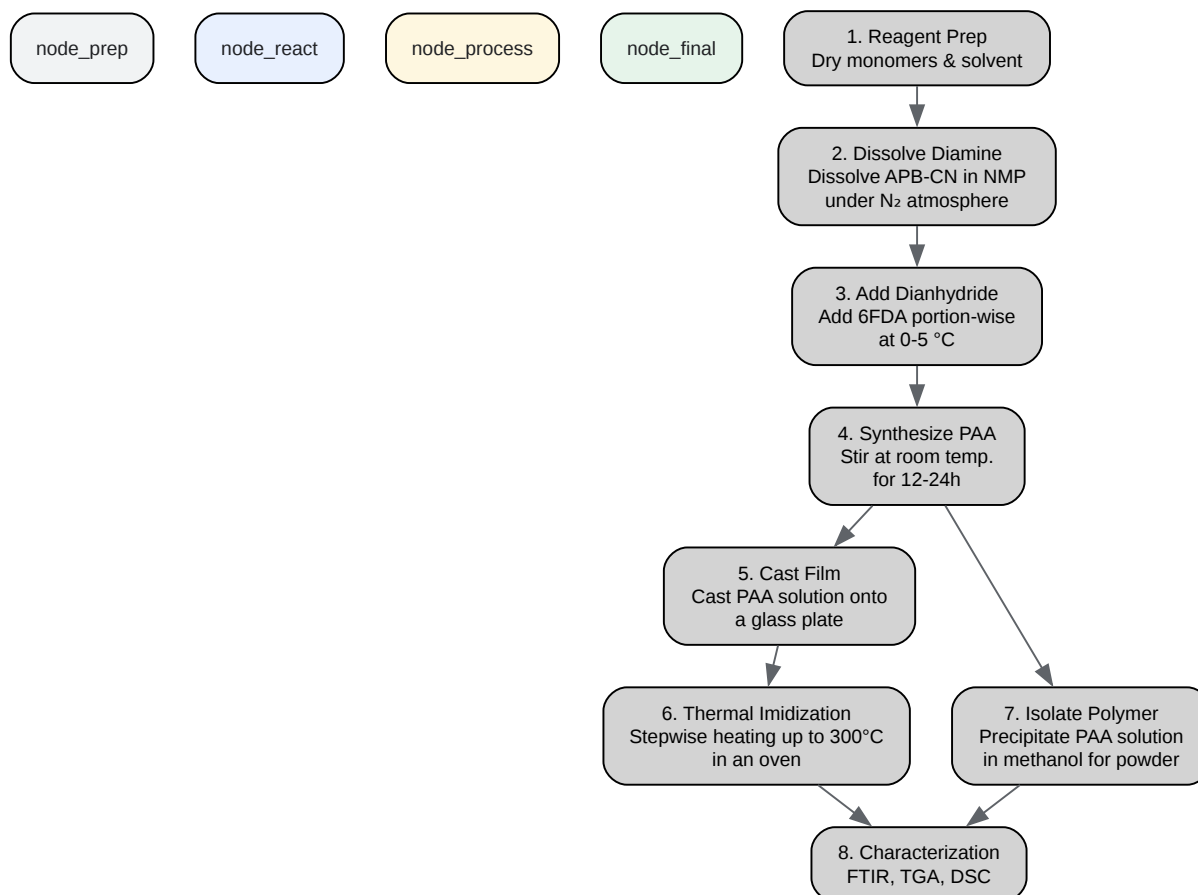 node_prep
node_react
node_process
node_final
1. Reagent Prep
Dry monomers & solvent
2. Dissolve Diamine
Dissolve APB-CN in NMP
under N₂ atmosphere
3. Add Dianhydride
Add 6FDA portion-wise
at 0-5 °C
4. Synthesize PAA
Stir at room temp.
for 12-24h
5. Cast Film
Cast PAA solution onto
a glass plate
6. Thermal Imidization
Stepwise heating up to 300°C
in an oven
7. Isolate Polymer
Precipitate PAA solution
in methanol for powder
8. Characterization
FTIR, TGA, DSC